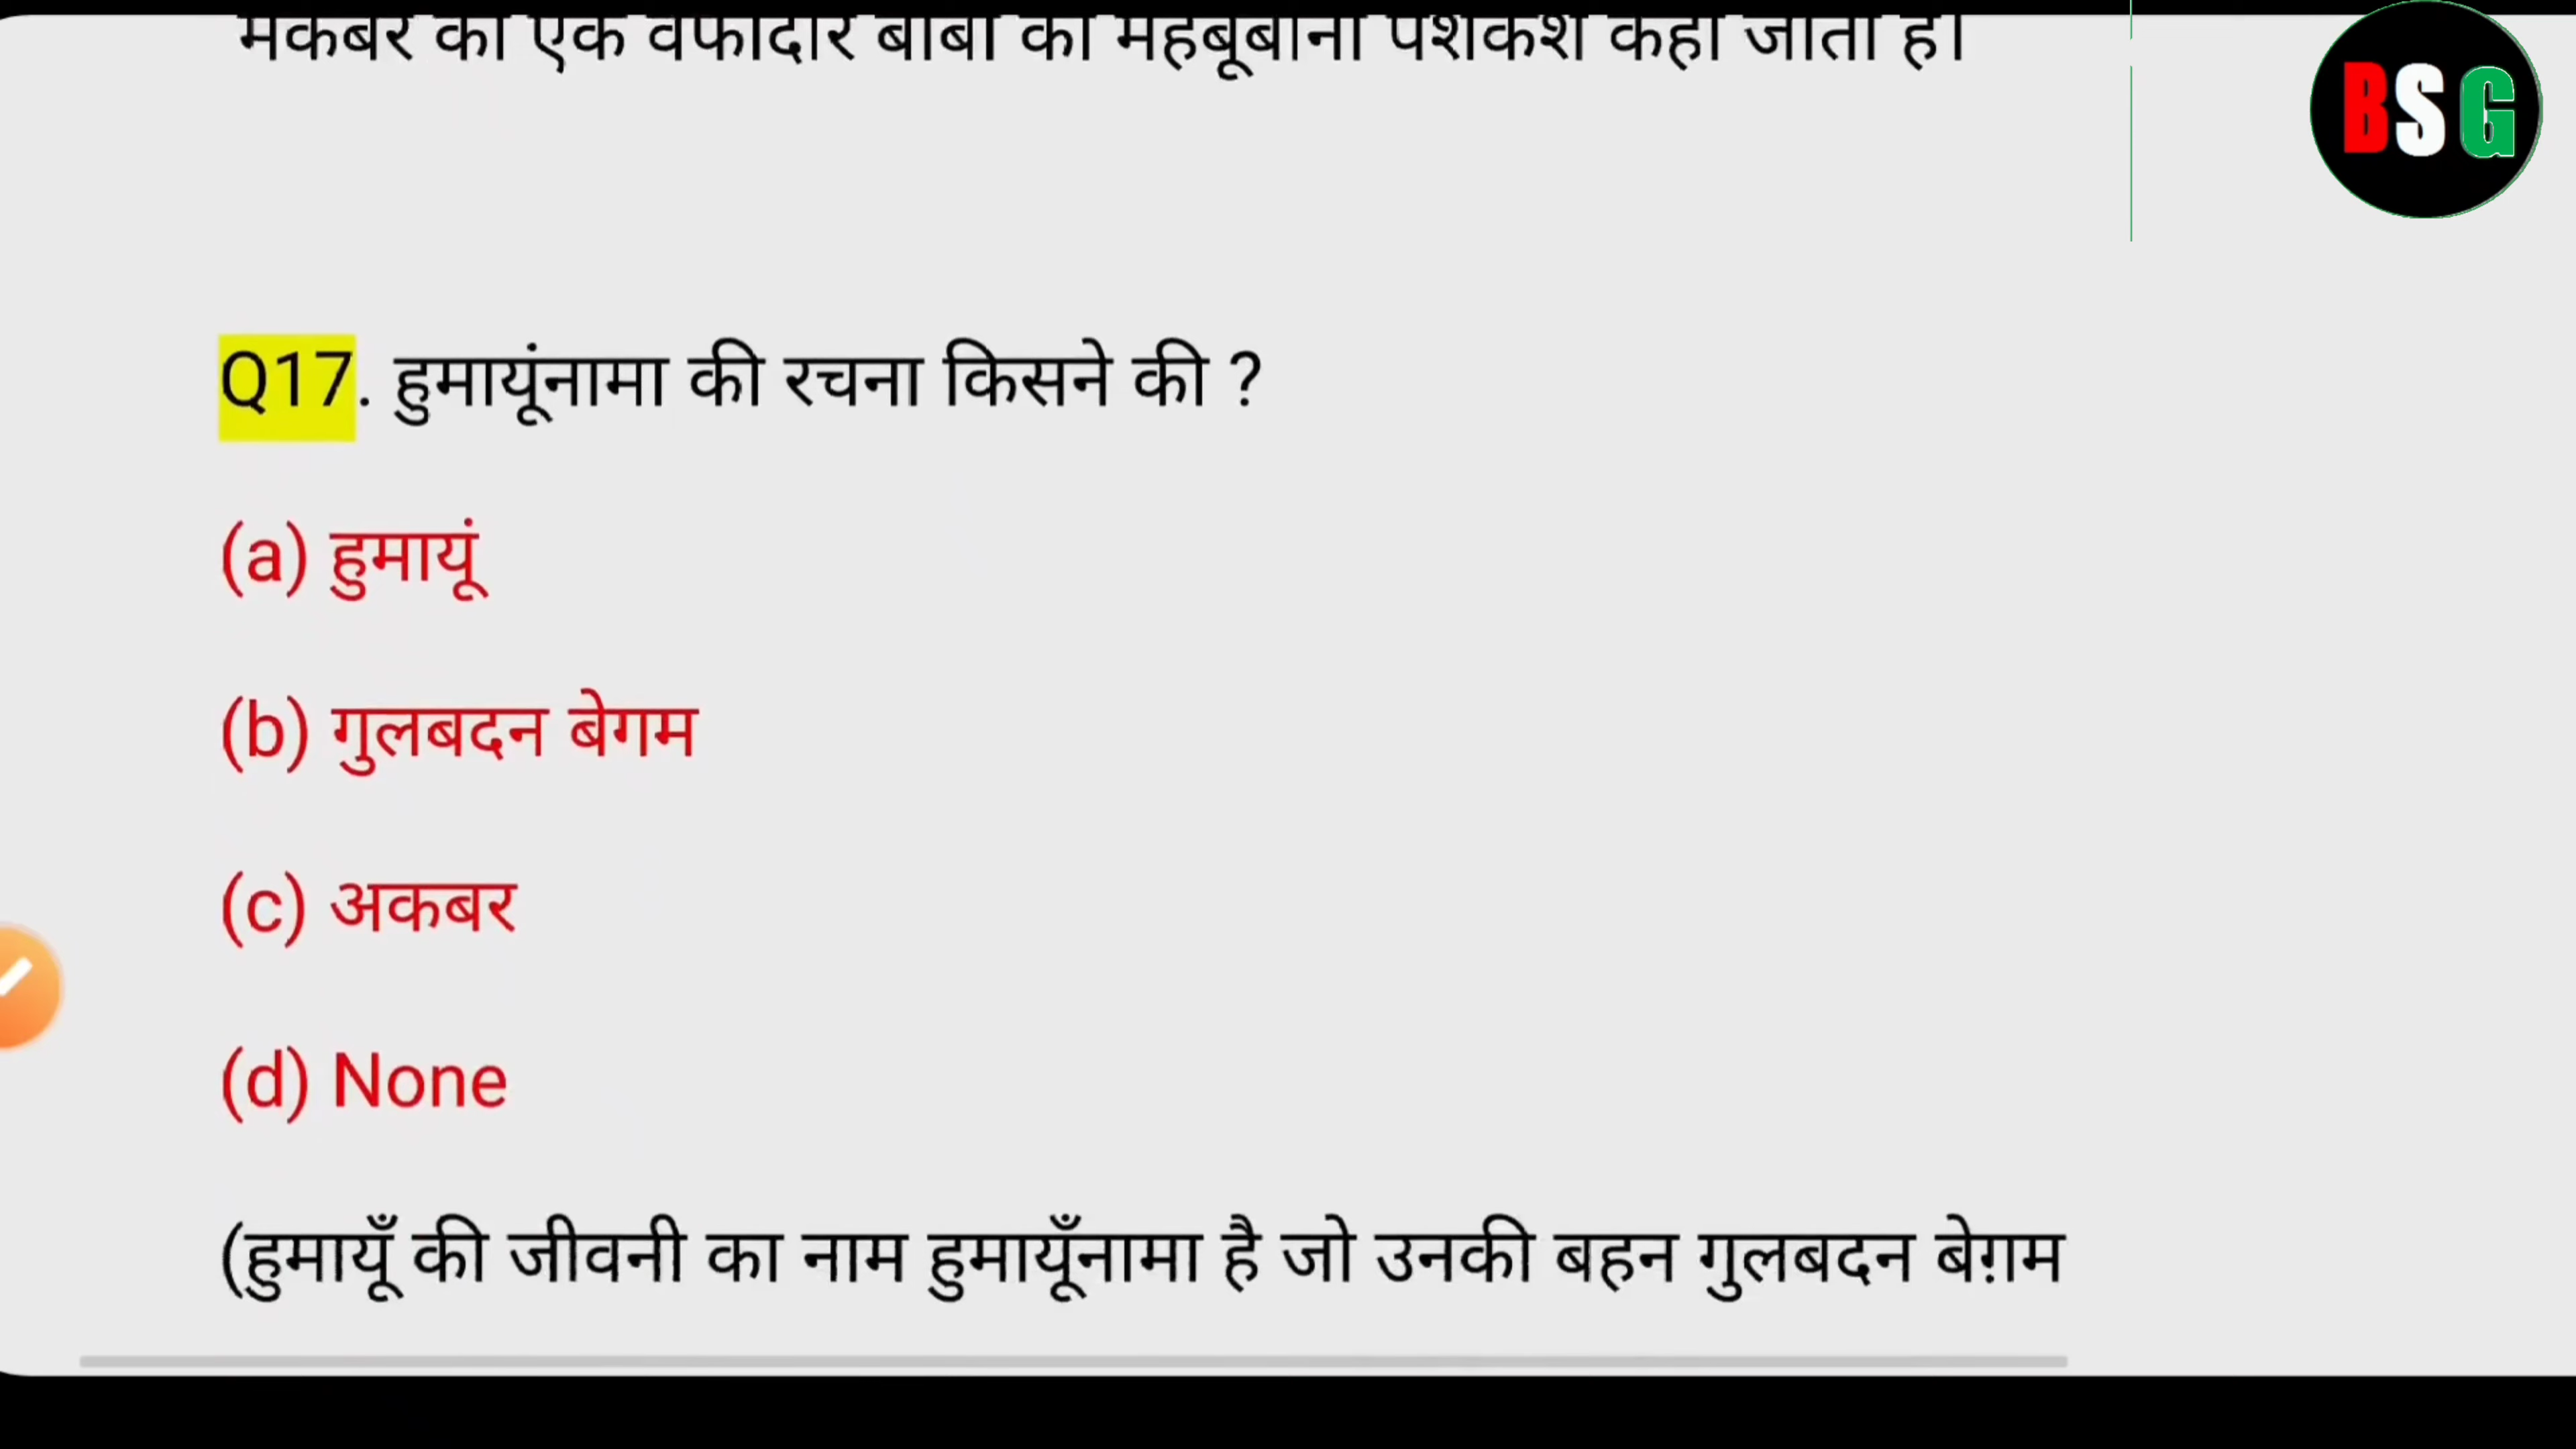 मकबरे को एक वफादार बीबी की महबूबाना पेशकश कहा जाता है।
BSG
Q17. हुमायूंनामा की रचना किसने की ?
(a) हुमायूं
(b) गुलबदन बेगम
(c) अकबर
(d) None
(हुमायूँ की जीवनी का नाम हुमायूँनामा है जो उनकी बहन गुलबदन बेग़म